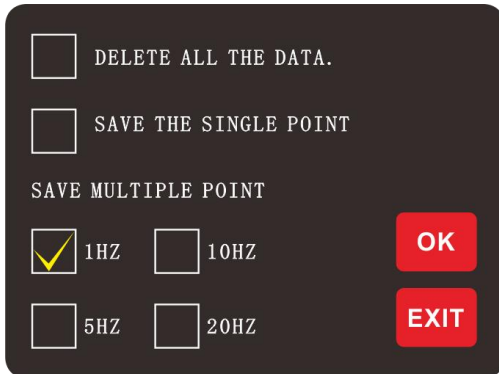 DELETE ALL THE DATA.
SAVE THE SINGLE POINT
SAVE MULTIPLE POINT
1HZ 10HZ
OK
5HZ 20HZ
EXIT